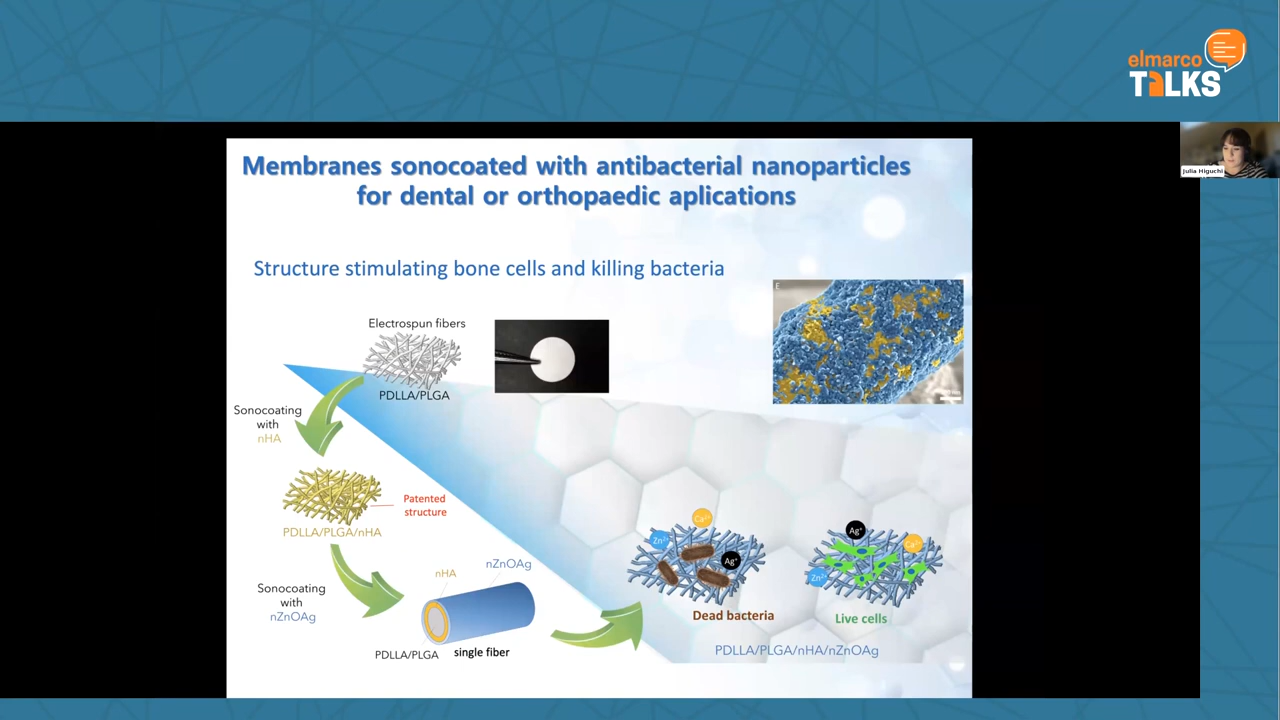 elmarco
TALKS
Julia Higuchi
Membranes sonocoated with antibacterial nanoparticles
for dental or orthopaedic aplications
Structure stimulating bone cells and killing bacteria
E
Electrospun fibers
PDLLA/PLGA
Sonocoating
with
nHA
Patented
structure
PDLLA/PLGA/nHA
Sonocoating
with
nZnOAg
nHA
nZnOAg
PDLLA/PLGA
single fiber
Ca²⁺
Zn²⁺
Ag⁺
Dead bacteria
Ag⁺
Ca²⁺
Zn²⁺
Live cells
PDLLA/PLGA/nHA/nZnOAg